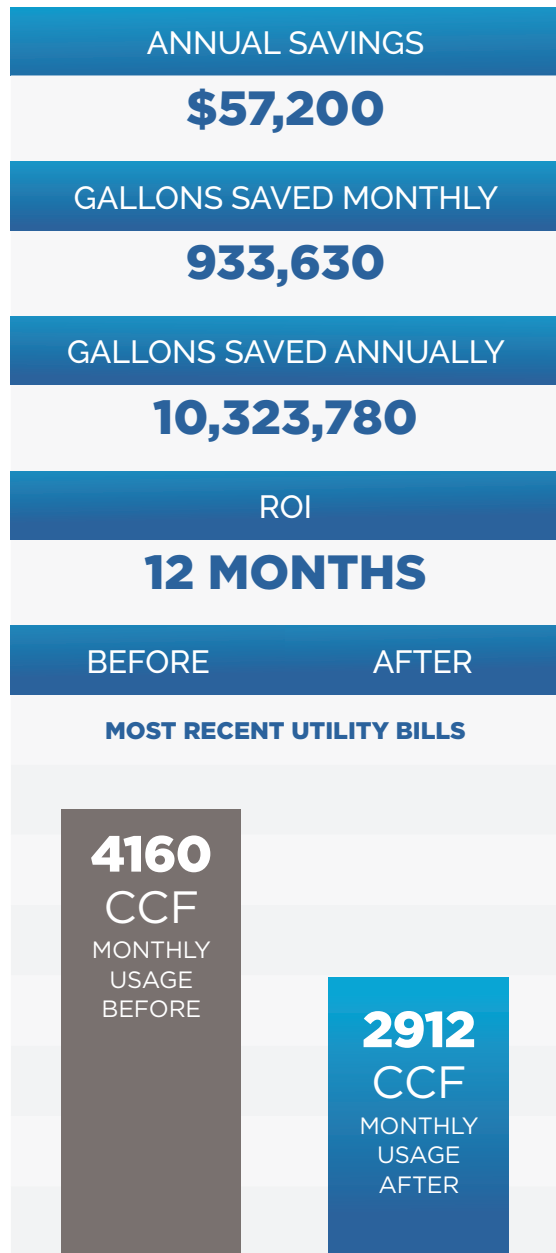 ANNUAL SAVINGS
$57,200
GALLONS SAVED MONTHLY
933,630
GALLONS SAVED ANNUALLY
10,323,780
ROI
12 MONTHS
BEFORE AFTER
MOST RECENT UTILITY BILLS
4160
CCF
MONTHLY
USAGE
BEFORE
2912
CCF
MONTHLY
USAGE
AFTER